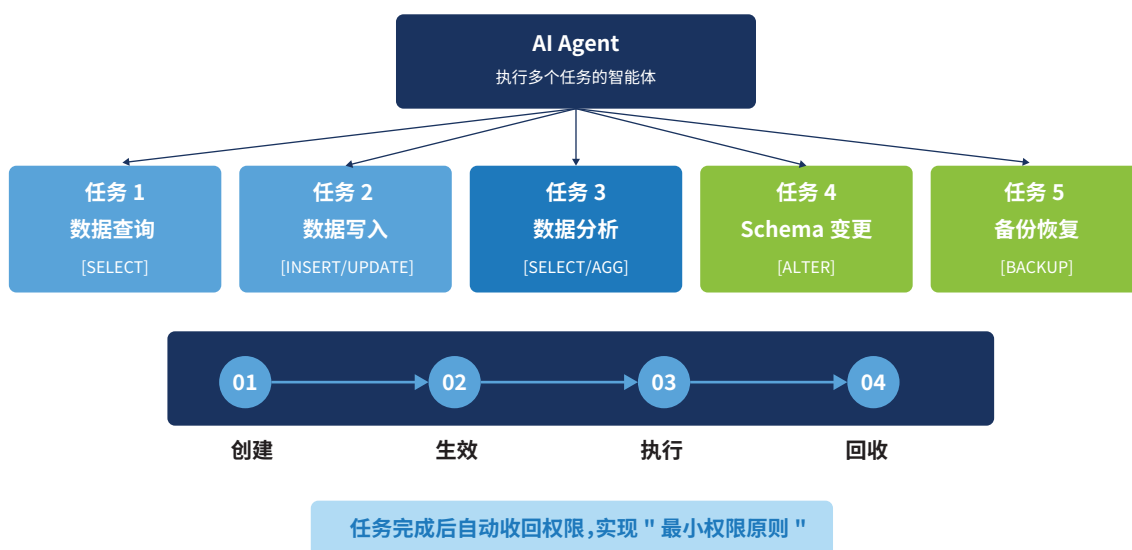 AI Agent
执行多个任务的智能体
任务 1
数据查询
[SELECT]
任务 2
数据写入
[INSERT/UPDATE]
任务 3
数据分析
[SELECT/AGG]
任务 4
Schema 变更
[ALTER]
任务 5
备份恢复
[BACKUP]
01
02
03
04
创建
生效
执行
回收
任务完成后自动收回权限,实现 " 最小权限原则 "